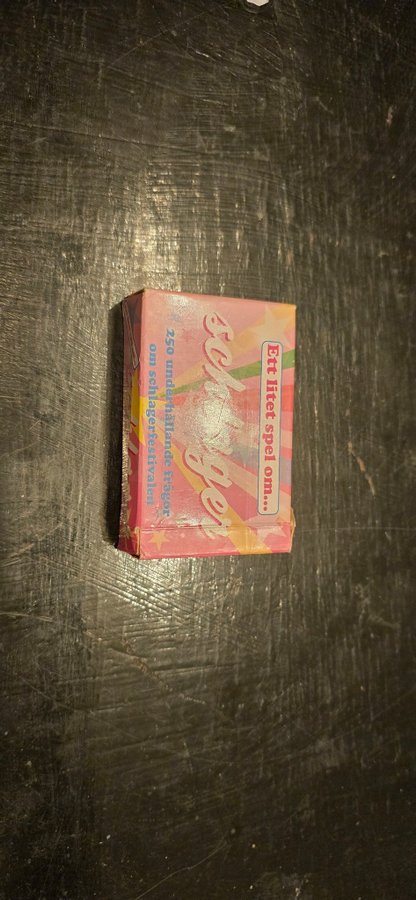 Ett litet spel om...
schlager
250 underhållande frågor
om schlagerfestivalen!